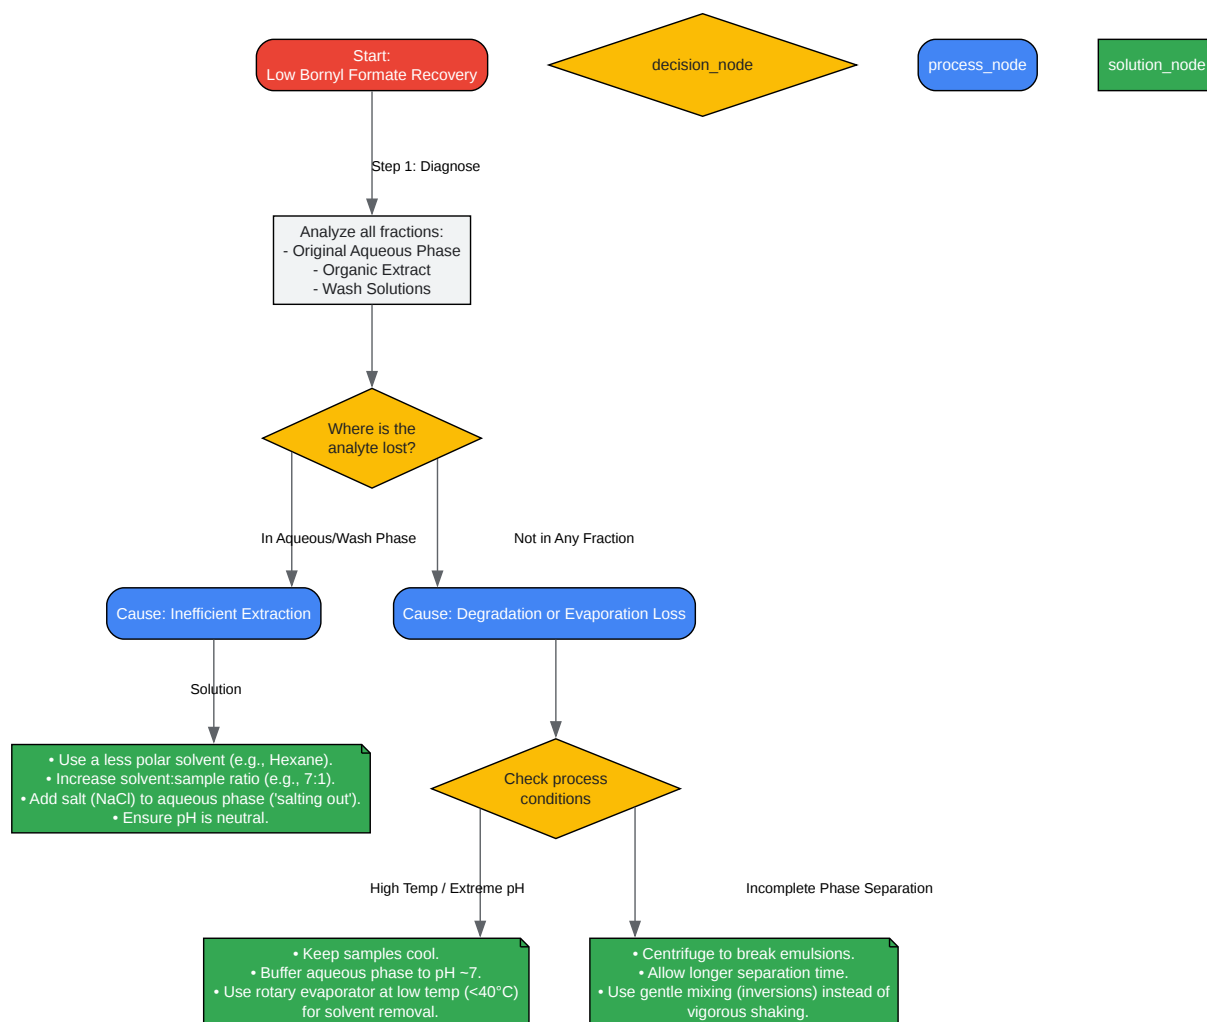 Start:
Low Bornyl Formate Recovery
decision_node
process_node
solution_node
Step 1: Diagnose
Analyze all fractions:
- Original Aqueous Phase
- Organic Extract
- Wash Solutions
Where is the
analyte lost?
In Aqueous/Wash Phase
Not in Any Fraction
Cause: Inefficient Extraction
Cause: Degradation or Evaporation Loss
Solution
• Use a less polar solvent (e.g., Hexane).
• Increase solvent:sample ratio (e.g., 7:1).
• Add salt (NaCl) to aqueous phase ('salting out').
• Ensure pH is neutral.
Check process
conditions
High Temp / Extreme pH
Incomplete Phase Separation
• Keep samples cool.
• Buffer aqueous phase to pH ~7.
• Use rotary evaporator at low temp (<40°C)
for solvent removal.
• Centrifuge to break emulsions.
• Allow longer separation time.
• Use gentle mixing (inversions) instead of
vigorous shaking.